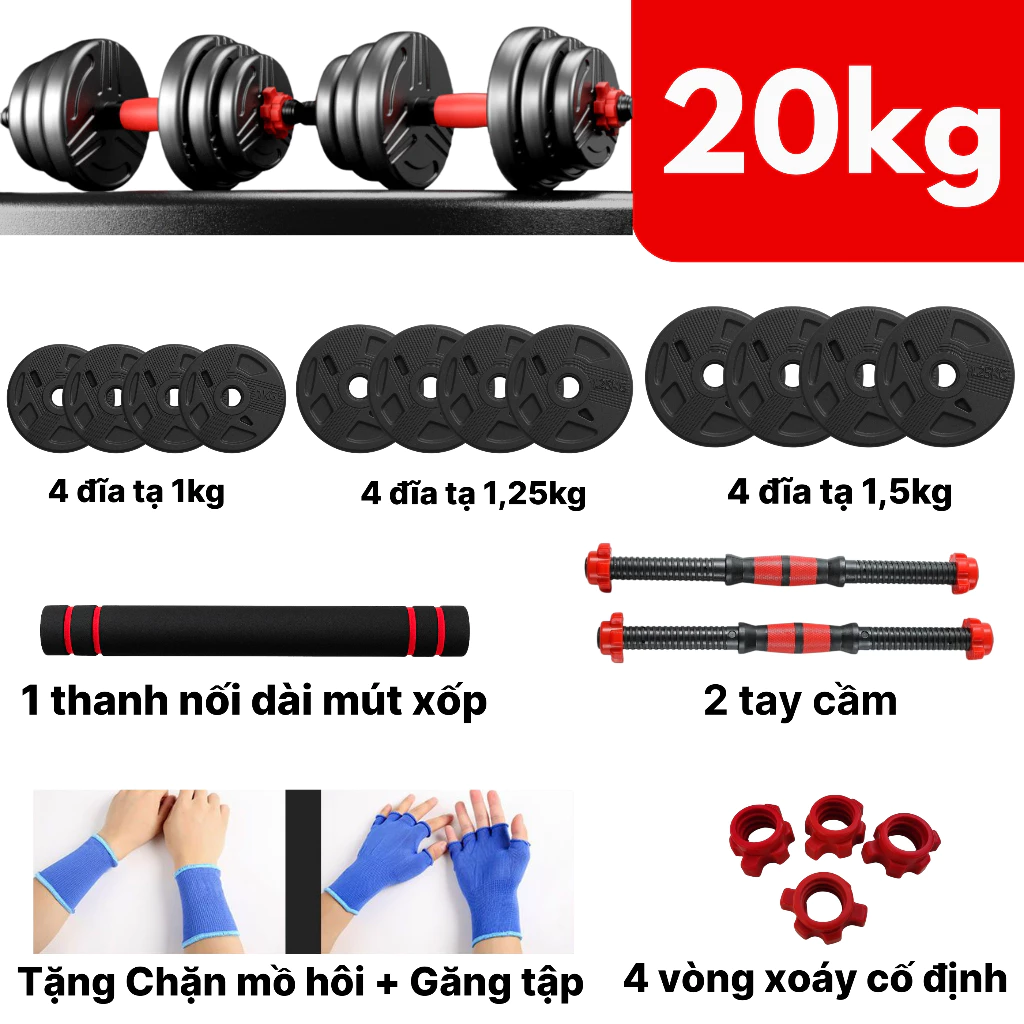 20kg
4 đĩa tạ 1kg
4 đĩa tạ 1,25kg
4 đĩa tạ 1,5kg
1 thanh nối dài mút xốp
2 tay cầm
Tặng Chặn mồ hôi + Găng tập
4 vòng xoáy cố định